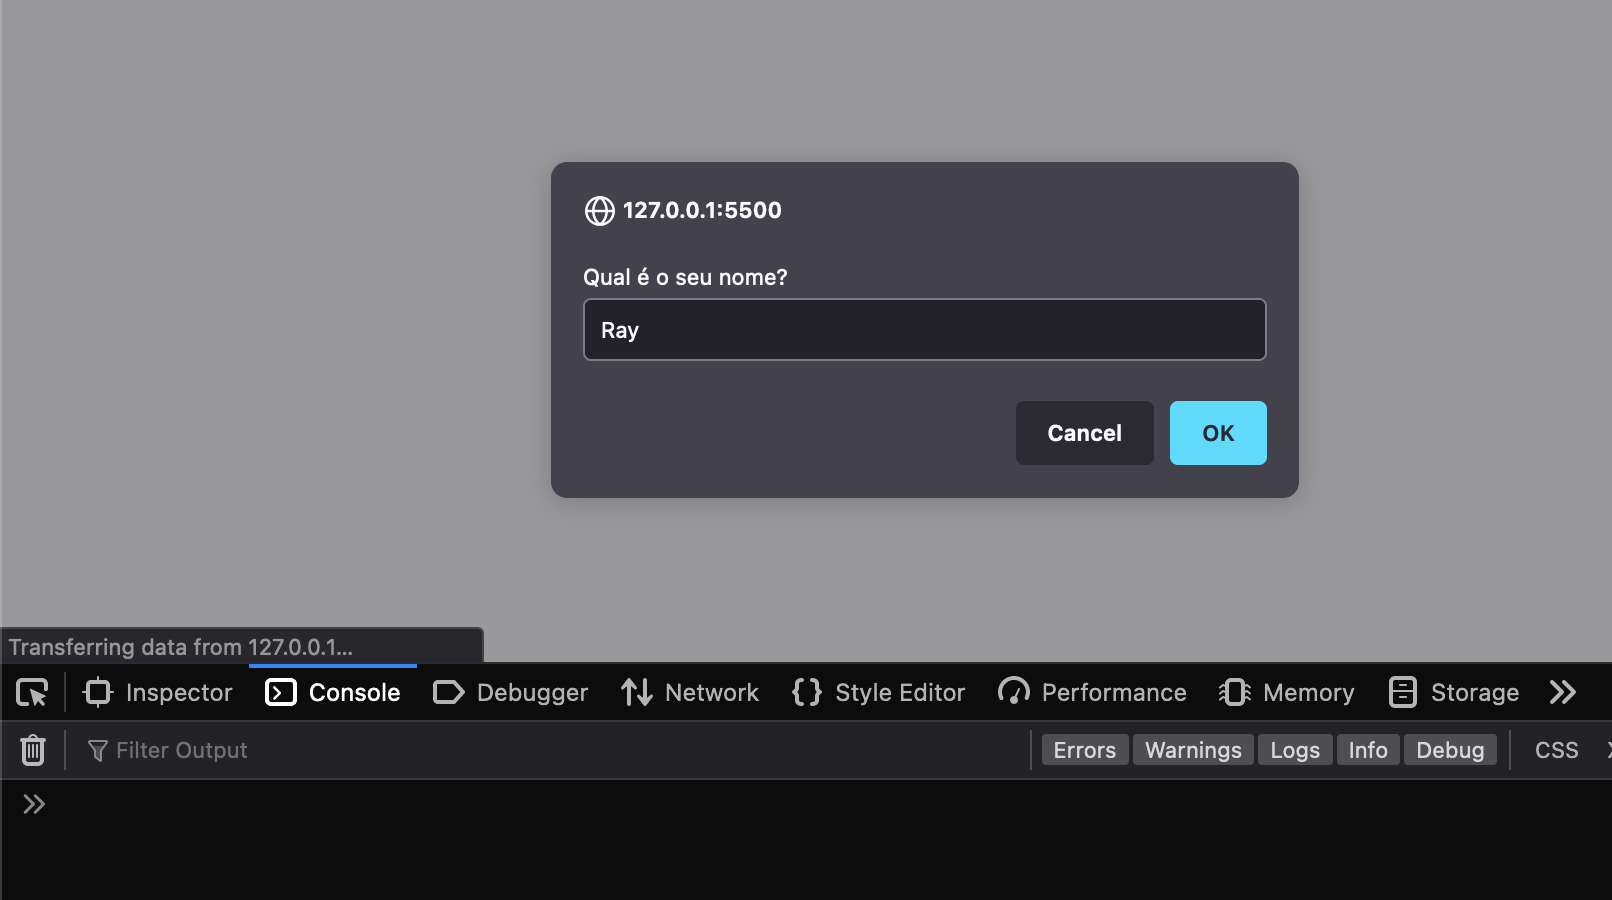 127.0.0.1:5500
Qual é o seu nome?
Ray
Cancel OK
Transferring data from 127.0.0.1...
Inspector Console Debugger Network Style Editor Performance Memory Storage
Filter Output Errors Warnings Logs Info Debug CSS